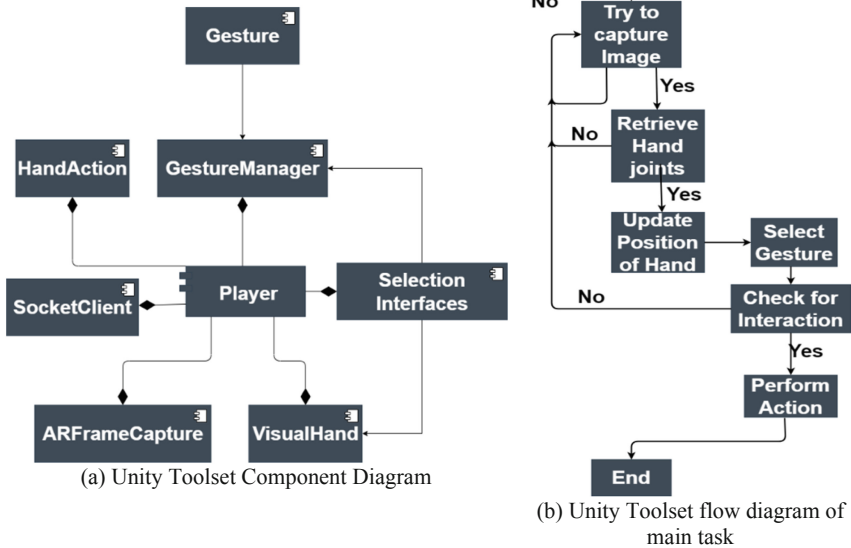 Gesture
HandAction
GestureManager
SocketClient
Player
Selection
Interfaces
ARFrameCapture
VisualHand
(a) Unity Toolset Component Diagram
No
Try to
capture
Image
Yes
No
Retrieve
Hand
joints
Yes
Update
Position
of Hand
Select
Gesture
No
Check for
Interaction
Yes
Perform
Action
End
(b) Unity Toolset flow diagram of
main task